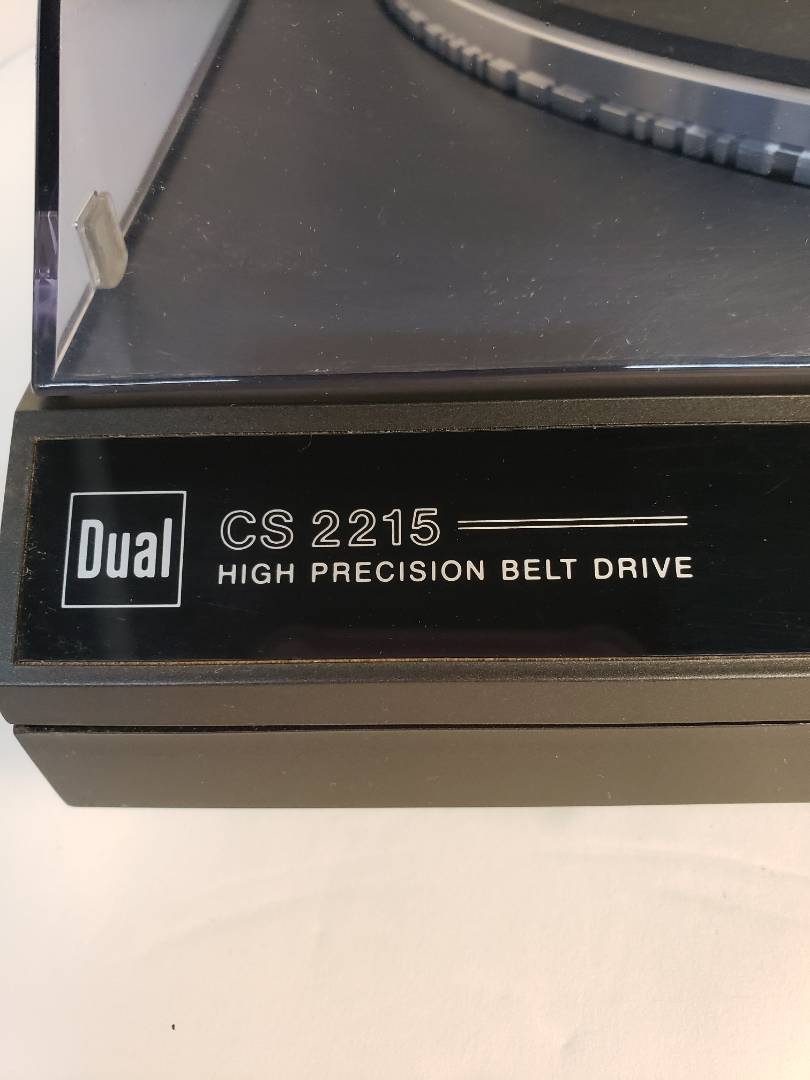 Dual
CS 2215
HIGH PRECISION BELT DRIVE